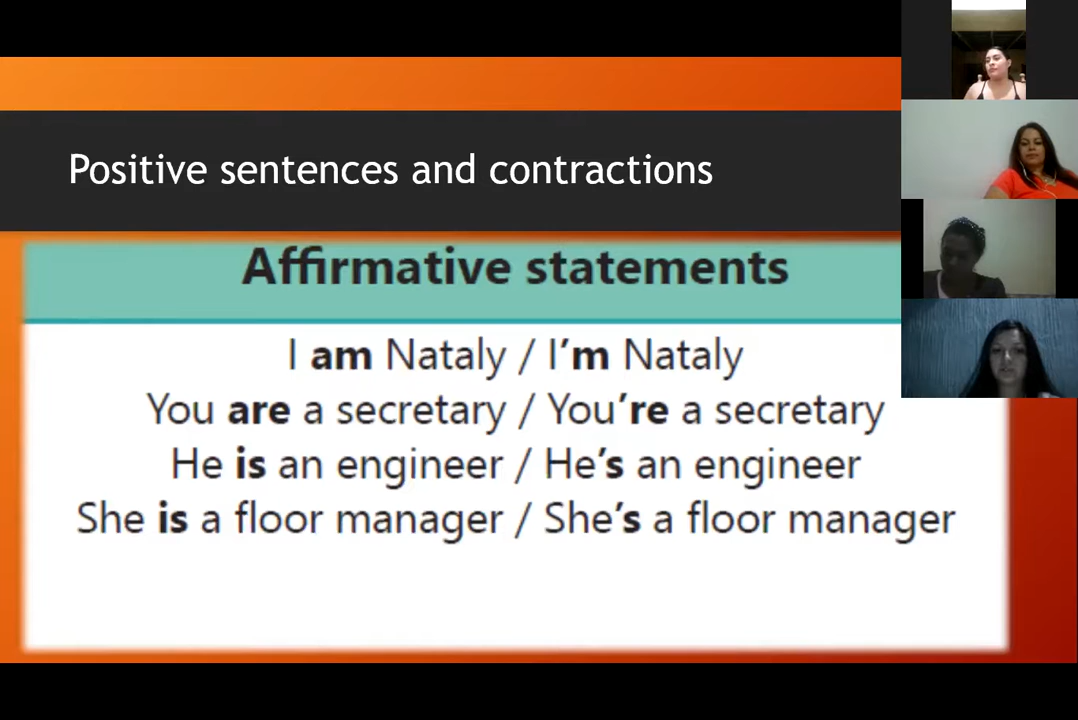 Positive sentences and contractions
Affirmative statements
I am Nataly / I'm Nataly
You are a secretary / You're a secretary
He is an engineer / He's an engineer
She is a floor manager / She's a floor manager